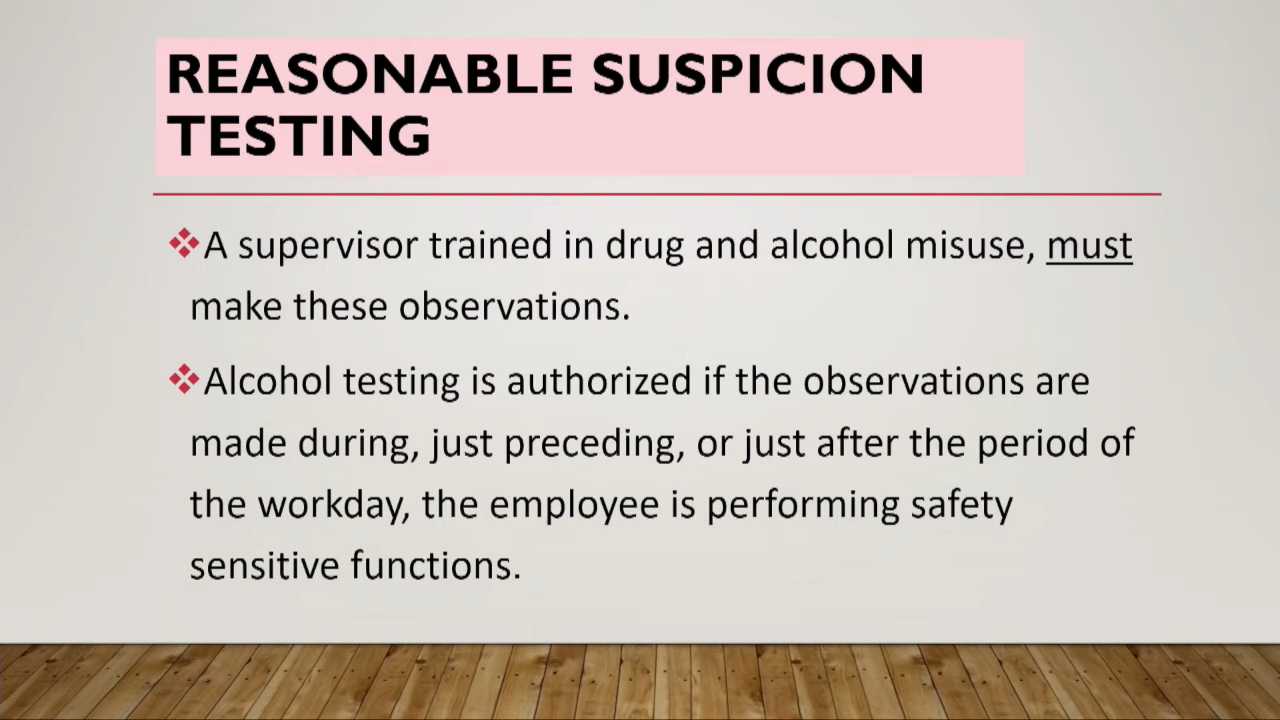 REASONABLE SUSPICION
TESTING
❖A supervisor trained in drug and alcohol misuse, must
make these observations.
❖Alcohol testing is authorized if the observations are
made during, just preceding, or just after the period of
the workday, the employee is performing safety
sensitive functions.